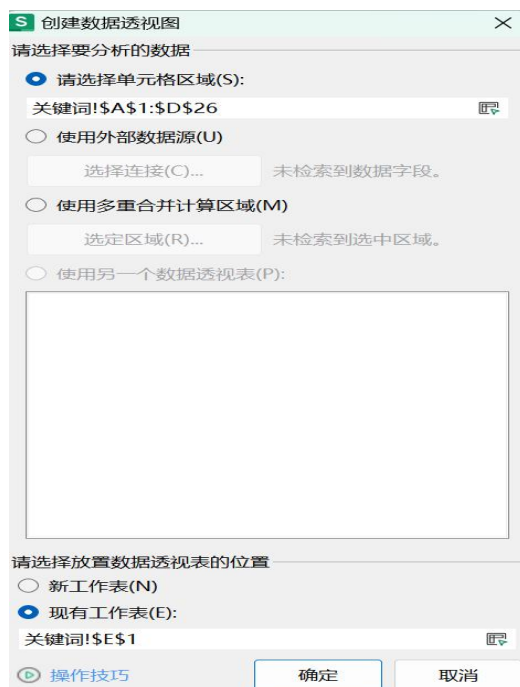 S 创建数据透视图
请选择要分析的数据
请选择单元格区域(S):
关键词!$A$1:$D$26
使用外部数据源(U)
选择连接(C)... 未检索到数据字段。
使用多重合并计算区域(M)
选定区域(R)... 未检索到选中区域。
使用另一个数据透视表(P):
请选择放置数据透视表的位置
新工作表(N)
现有工作表(E):
关键词!$E$1
操作技巧 确定 取消